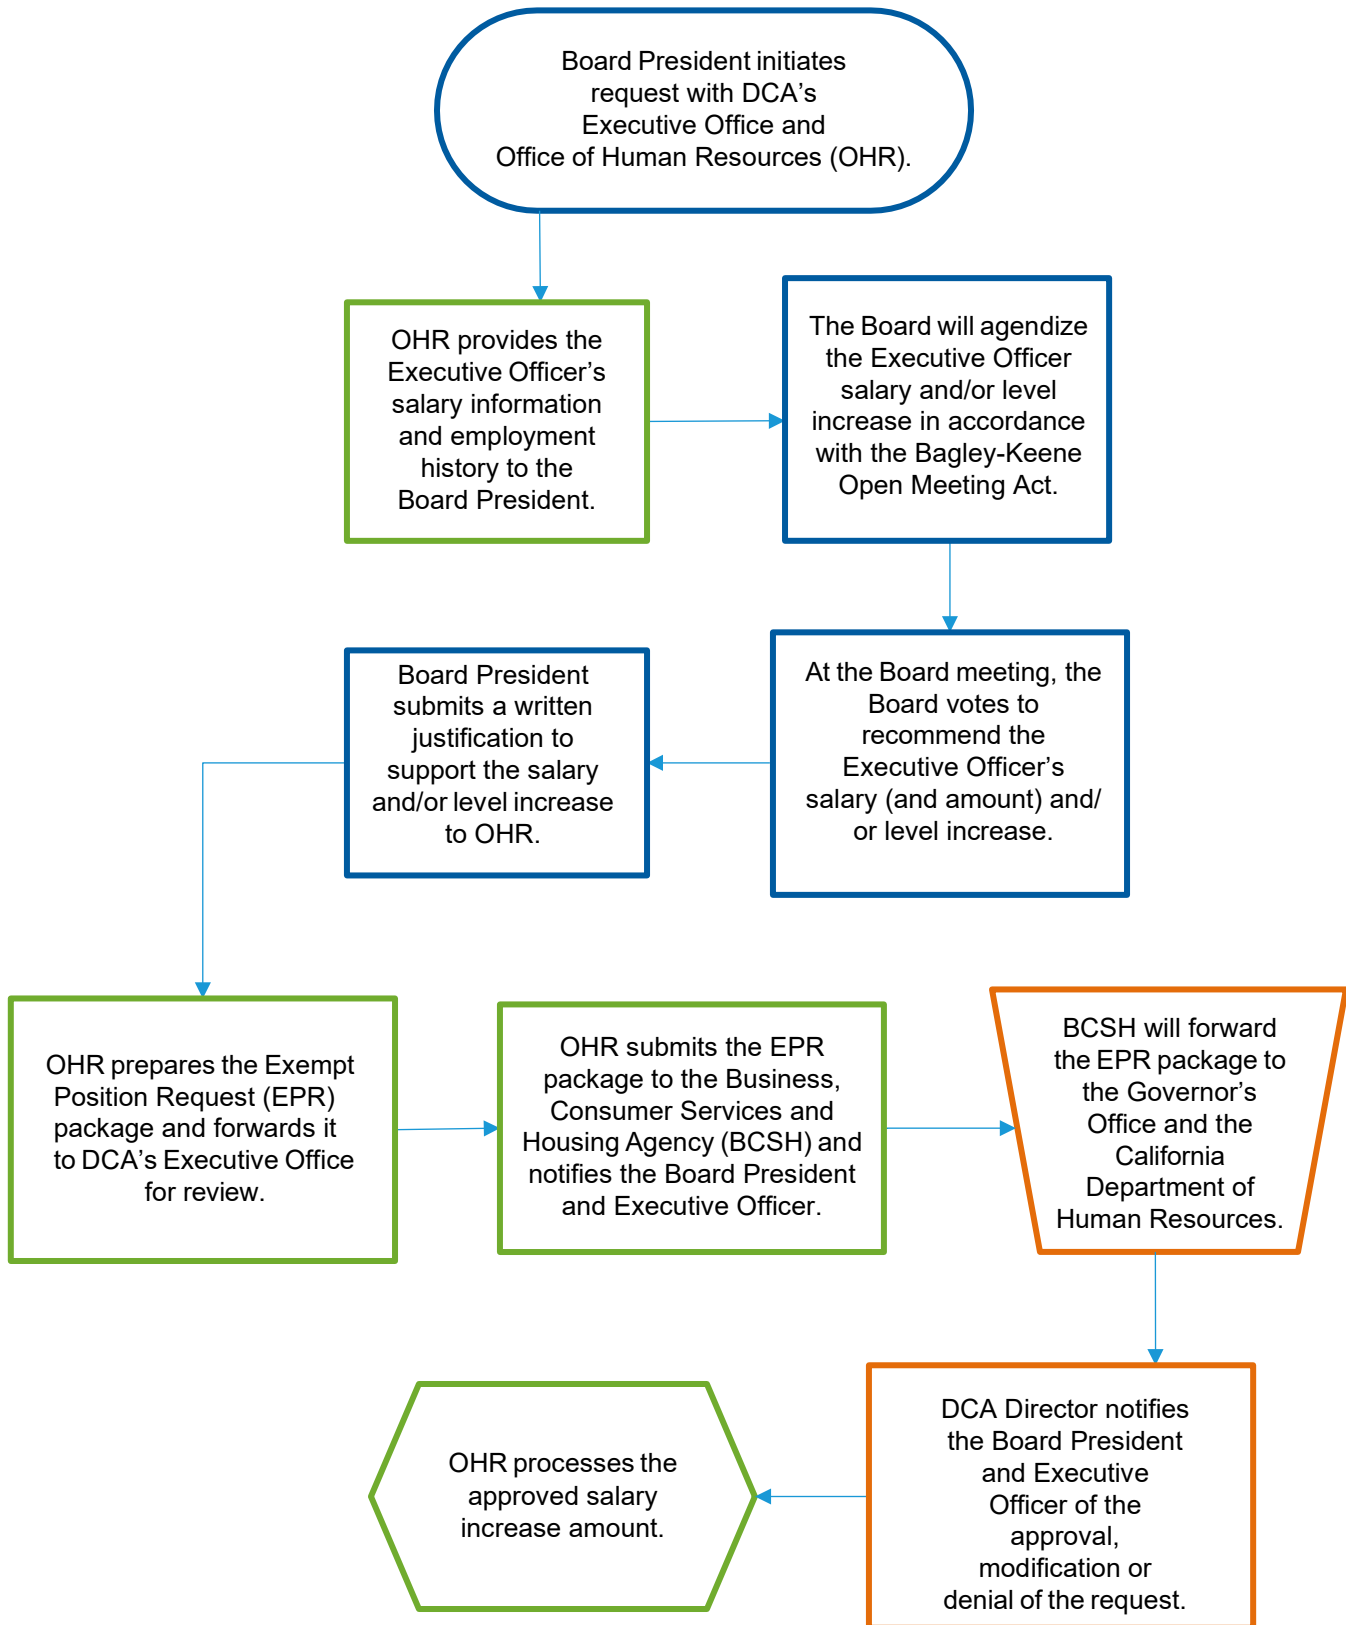 Board President initiates
request with DCA’s
Executive Office and
Office of Human Resources (OHR).
OHR provides the
Executive Officer’s
salary information
and employment
history to the
Board President.
The Board will agendize
the Executive Officer
salary and/or level
increase in accordance
with the Bagley-Keene
Open Meeting Act.
At the Board meeting, the
Board votes to
recommend the
Executive Officer’s
salary (and amount) and/
or level increase.
Board President
submits a written
justification to
support the salary
and/or level increase
to OHR.
OHR prepares the Exempt
Position Request (EPR)
package and forwards it
to DCA’s Executive Office
for review.
OHR submits the EPR
package to the Business,
Consumer Services and
Housing Agency (BCSH) and
notifies the Board President
and Executive Officer.
BCSH will forward
the EPR package to
the Governor’s
Office and the
California
Department of
Human Resources.
DCA Director notifies
the Board President
and Executive
Officer of the
approval,
modification or
denial of the request.
OHR processes the
approved salary
increase amount.